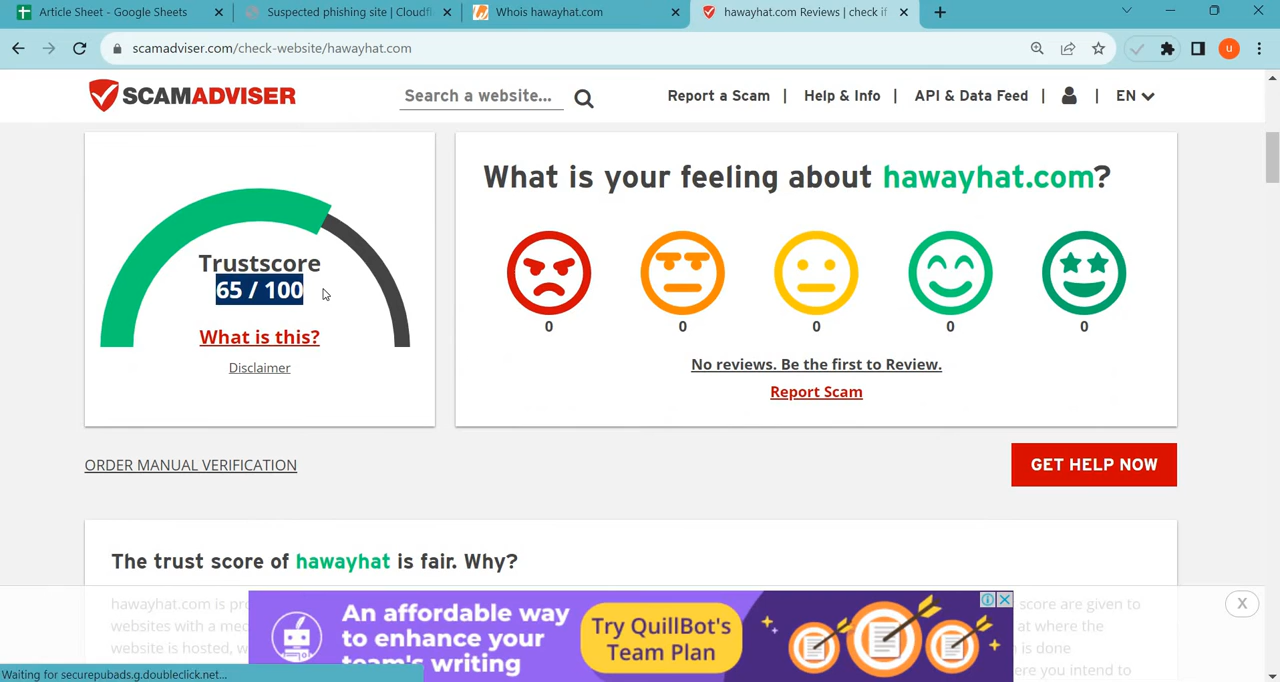 Article Sheet - Google Sheets
Suspected phishing site | Cloudfl
Whois hawayhat.com
hawayhat.com Reviews | check if
scamadviser.com/check-website/hawayhat.com
u
SCAMADVISER
Search a website...
Report a Scam | Help & Info | API & Data Feed | | EN
Trustscore
65 / 100
What is this?
Disclaimer
What is your feeling about hawayhat.com?
0 0 0 0 0
No reviews. Be the first to Review.
Report Scam
ORDER MANUAL VERIFICATION
GET HELP NOW
The trust score of hawayhat is fair. Why?
hawayhat.com is pr
score are given to
websites with a med
at where the
website is hosted, w
n is done
ere you intend to
An affordable way
to enhance your
team's writing
Try QuillBot's
Team Plan
X
Waiting for securepubads.g.doubleclick.net...